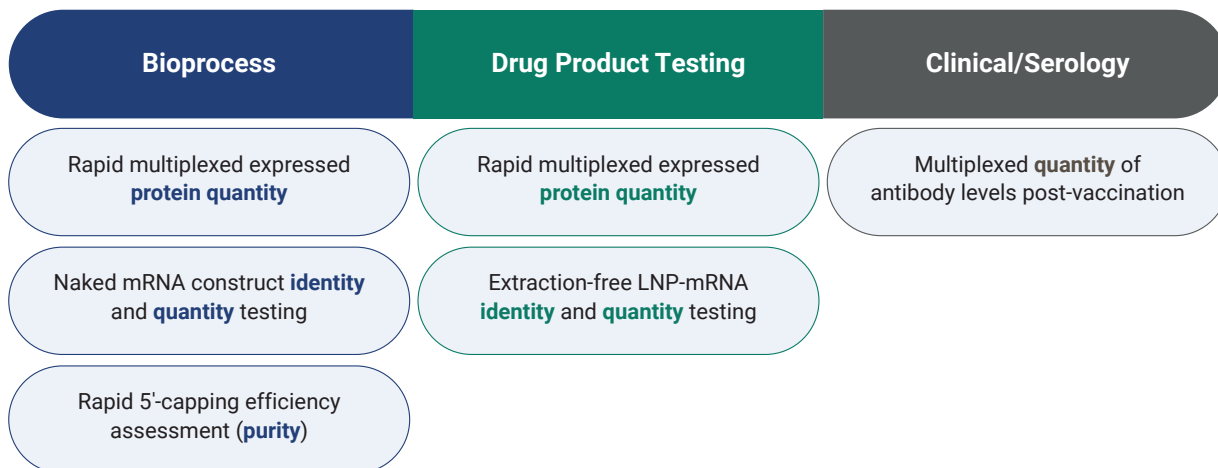 Bioprocess
Drug Product Testing
Clinical/Serology
Rapid multiplexed expressed
protein quantity
Rapid multiplexed expressed
protein quantity
Multiplexed quantity of
antibody levels post-vaccination
Naked mRNA construct identity
and quantity testing
Extraction-free LNP-mRNA
identity and quantity testing
Rapid 5'-capping efficiency
assessment (purity)